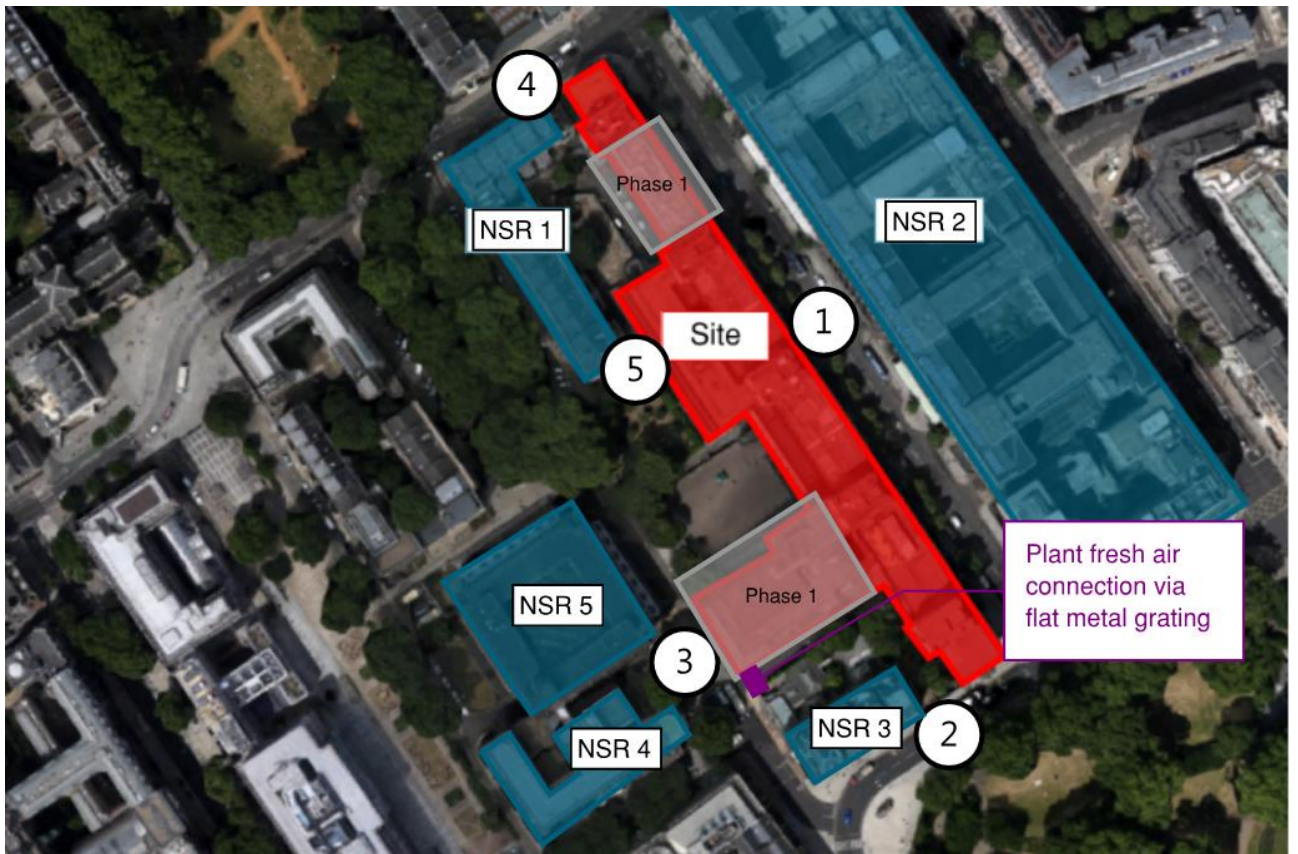 4
Phase 1
NSR 1
NSR 2
Site
1
5
Plant fresh air
connection via
flat metal grating
NSR 5
Phase 1
3
NSR 4
NSR 3
2